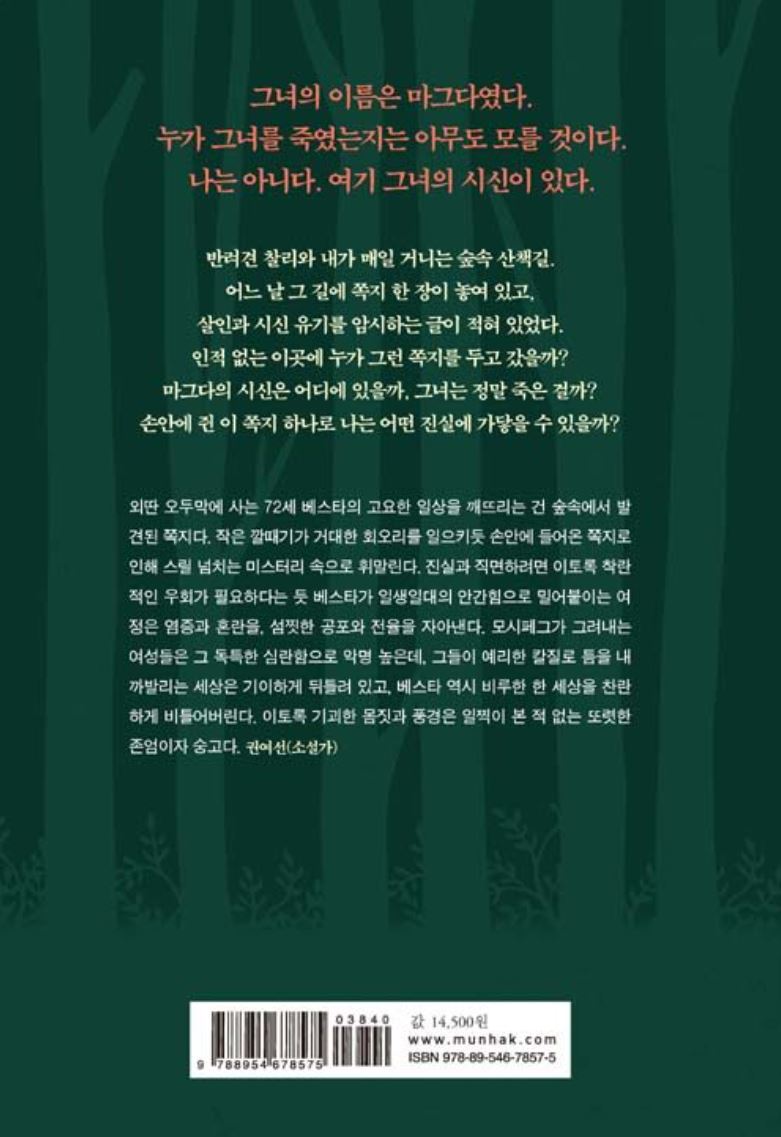 그녀의 이름은 마그다였다.
누가 그녀를 죽였는지는 아무도 모를 것이다.
나는 아니다. 여기 그녀의 시신이 있다.
반려견 찰리와 내가 매일 거니는 숲속 산책길.
어느 날 그 길에 쪽지 한 장이 놓여 있고,
살인과 시신 유기를 암시하는 글이 적혀 있었다.
인적 없는 이곳에 누가 그런 쪽지를 두고 갔을까?
마그다의 시신은 어디에 있을까, 그녀는 정말 죽은 걸까?
손안에 쥔 이 쪽지 하나로 나는 어떤 진실에 가닿을 수 있을까?
외딴 오두막에 사는 72세 베스타의 고요한 일상을 깨뜨리는 건 숲속에서 발
견된 쪽지다. 작은 깔때기가 거대한 회오리를 일으키듯 손안에 들어온 쪽지로
인해 스릴 넘치는 미스터리 속으로 휘말린다. 진실과 직면하려면 이토록 착란
적인 우회가 필요하다는 듯 베스타가 일생일대의 안간힘으로 밀어붙이는 여
정은 염증과 혼란을, 섬찟한 공포와 전율을 자아낸다. 모시페그가 그려내는
여성들은 그 독특한 심란함으로 악명 높은데, 그들이 예리한 칼질로 틈을 내
까발리는 세상은 기이하게 뒤틀려 있고, 베스타 역시 비루한 한 세상을 찬란
하게 비틀어버린다. 이토록 기괴한 몸짓과 풍경은 일찍이 본 적 없는 또렷한
존엄이자 숭고다. 권여선(소설가)
03840
값 14,500원
www.munhak.com
ISBN 978-89-546-7857-5
9 788954 678575